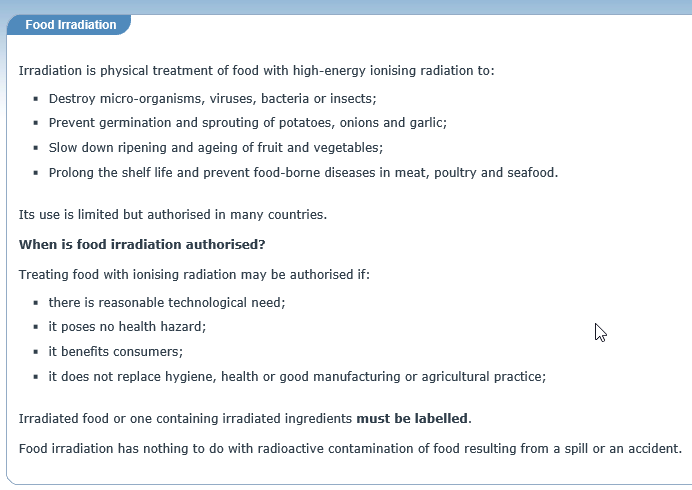 Food Irradiation
Irradiation is physical treatment of food with high-energy ionising radiation to:
Destroy micro-organisms, viruses, bacteria or insects;
Prevent germination and sprouting of potatoes, onions and garlic;
Slow down ripening and ageing of fruit and vegetables;
Prolong the shelf life and prevent food-borne diseases in meat, poultry and seafood.
Its use is limited but authorised in many countries.
When is food irradiation authorised?
Treating food with ionising radiation may be authorised if:
there is reasonable technological need;
it poses no health hazard;
it benefits consumers;
it does not replace hygiene, health or good manufacturing or agricultural practice;
Irradiated food or one containing irradiated ingredients must be labelled.
Food irradiation has nothing to do with radioactive contamination of food resulting from a spill or an accident.